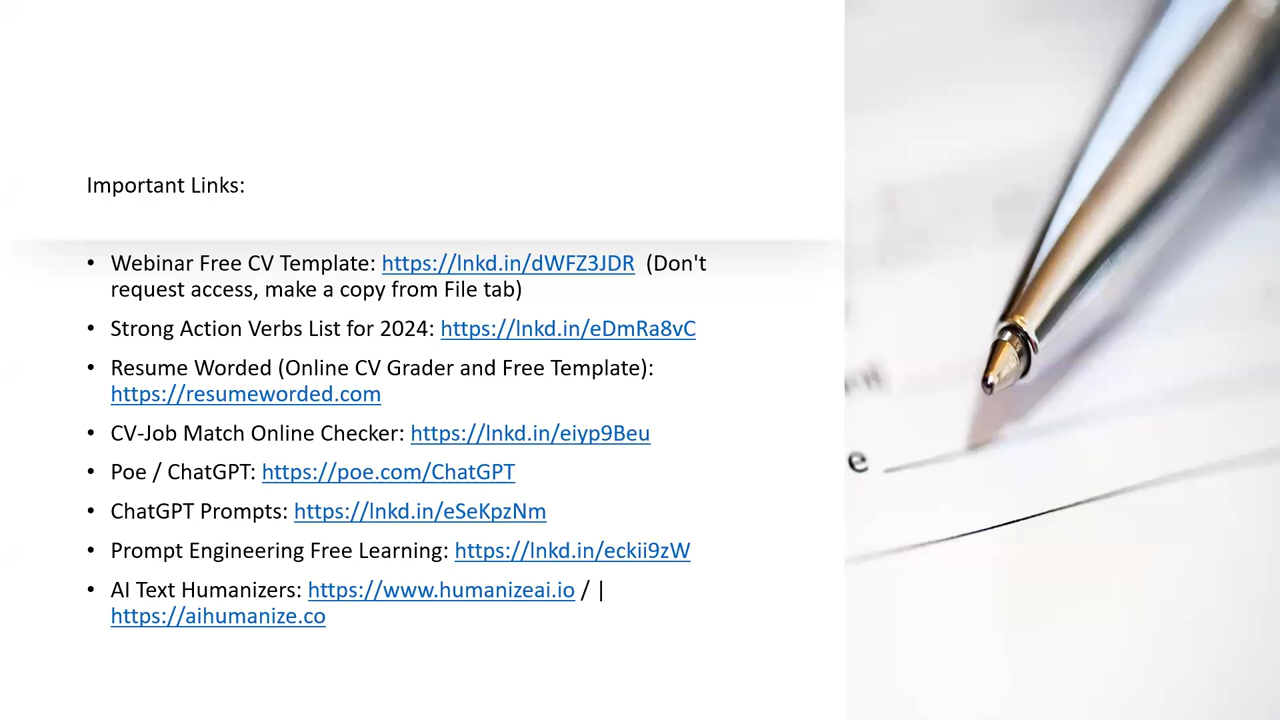 Important Links:
• Webinar Free CV Template: https://lnkd.in/dWFZ3JDR (Don't
request access, make a copy from File tab)
• Strong Action Verbs List for 2024: https://lnkd.in/eDmRa8vC
• Resume Worded (Online CV Grader and Free Template):
https://resumeworded.com
• CV-Job Match Online Checker: https://lnkd.in/eiyp9Beu
• Poe / ChatGPT: https://poe.com/ChatGPT
• ChatGPT Prompts: https://lnkd.in/eSeKpzNm
• Prompt Engineering Free Learning: https://lnkd.in/eckii9zW
• AI Text Humanizers: https://www.humanizeai.io / |
https://aihumanize.co
e